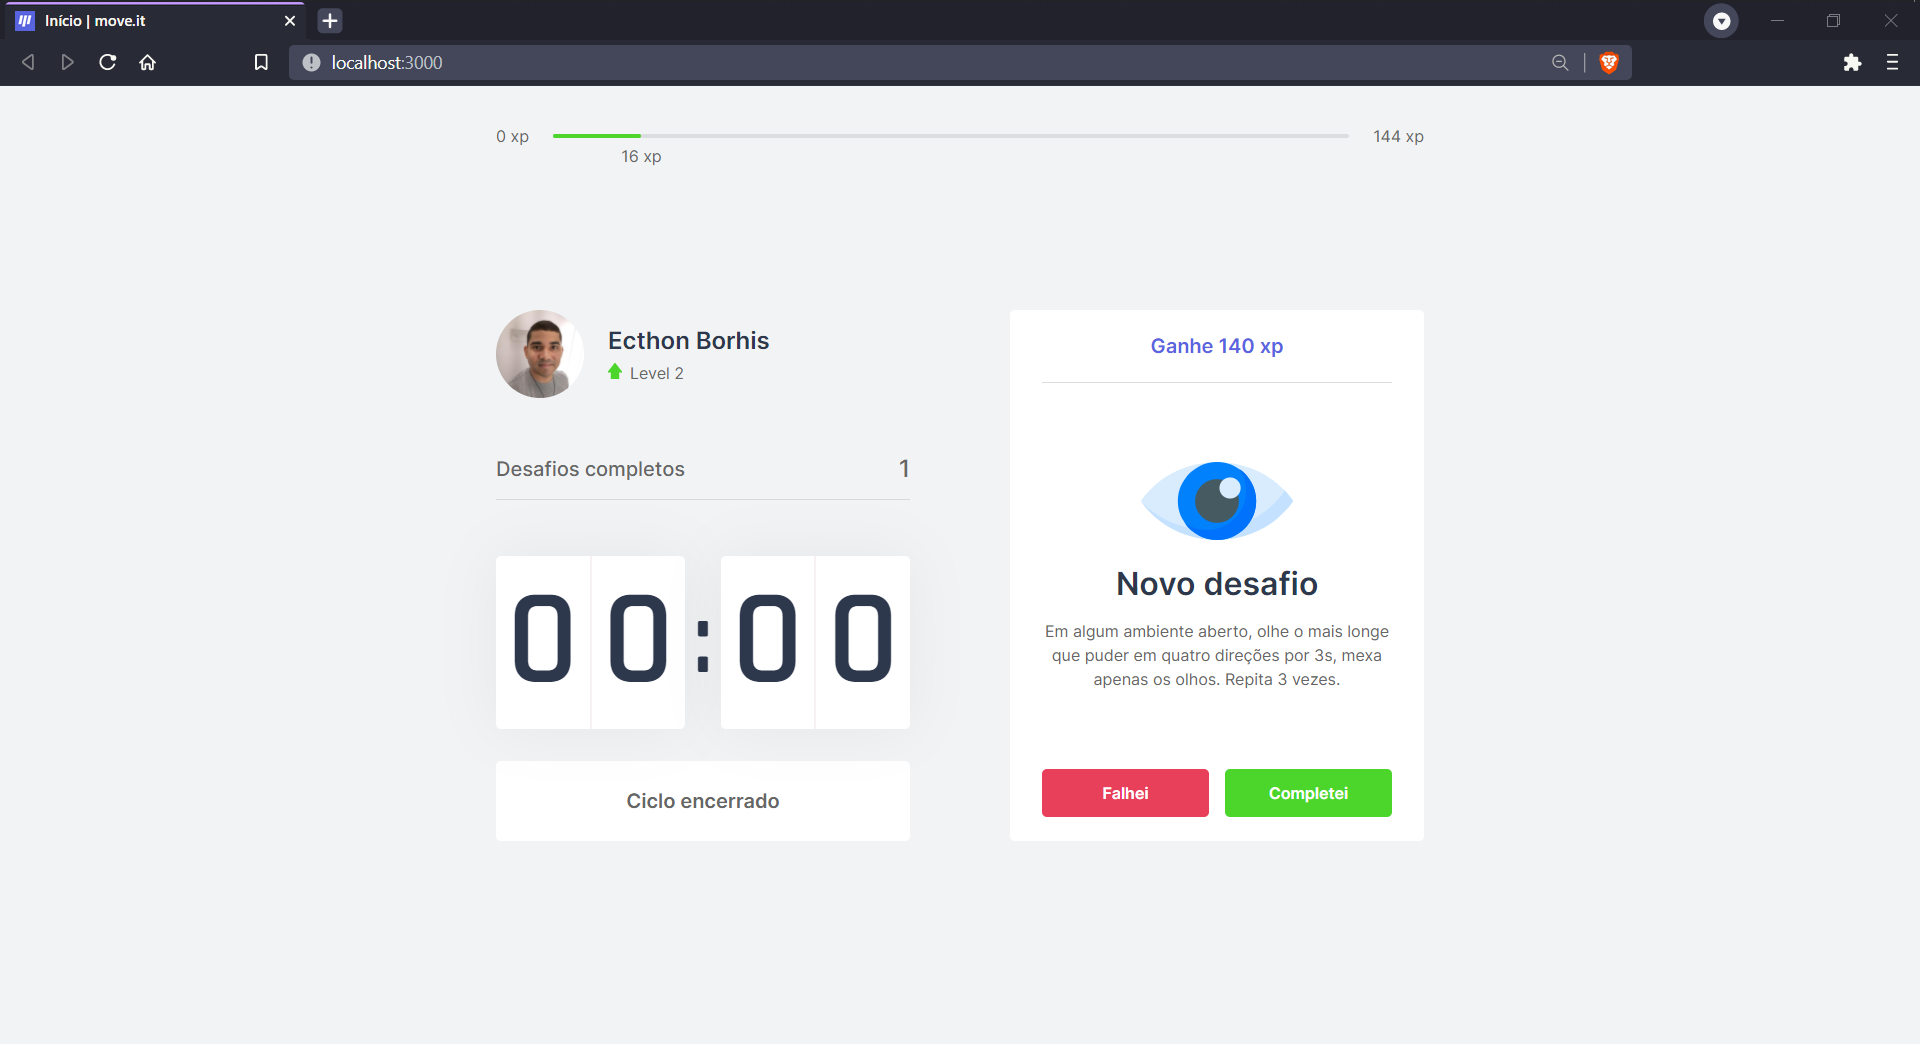 Início | move.it
localhost:3000
0 xp
144 xp
16 xp
Ecthon Borhis
Level 2
Desafios completos
1
00:00
Ciclo encerrado
Ganhe 140 xp
Novo desafio
Em algum ambiente aberto, olhe o mais longe
que puder em quatro direções por 3s, mexa
apenas os olhos. Repita 3 vezes.
Falhei
Completei